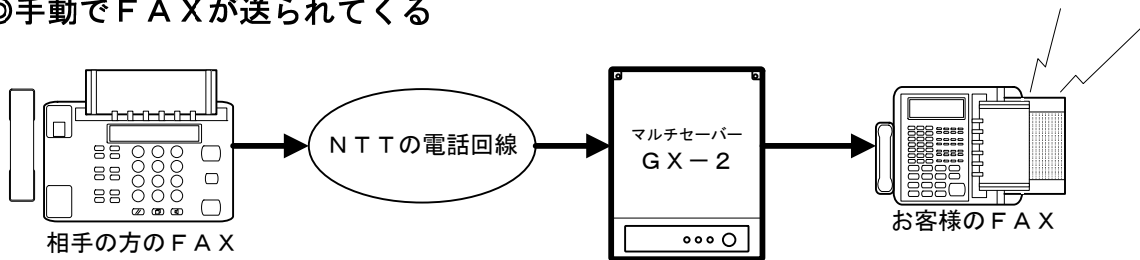 ◎手動でＦＡＸが送られてくる
マルチセーバー
ＧＸ－２
ＮＴＴの電話回線
お客様のＦＡＸ
相手の方のＦＡＸ